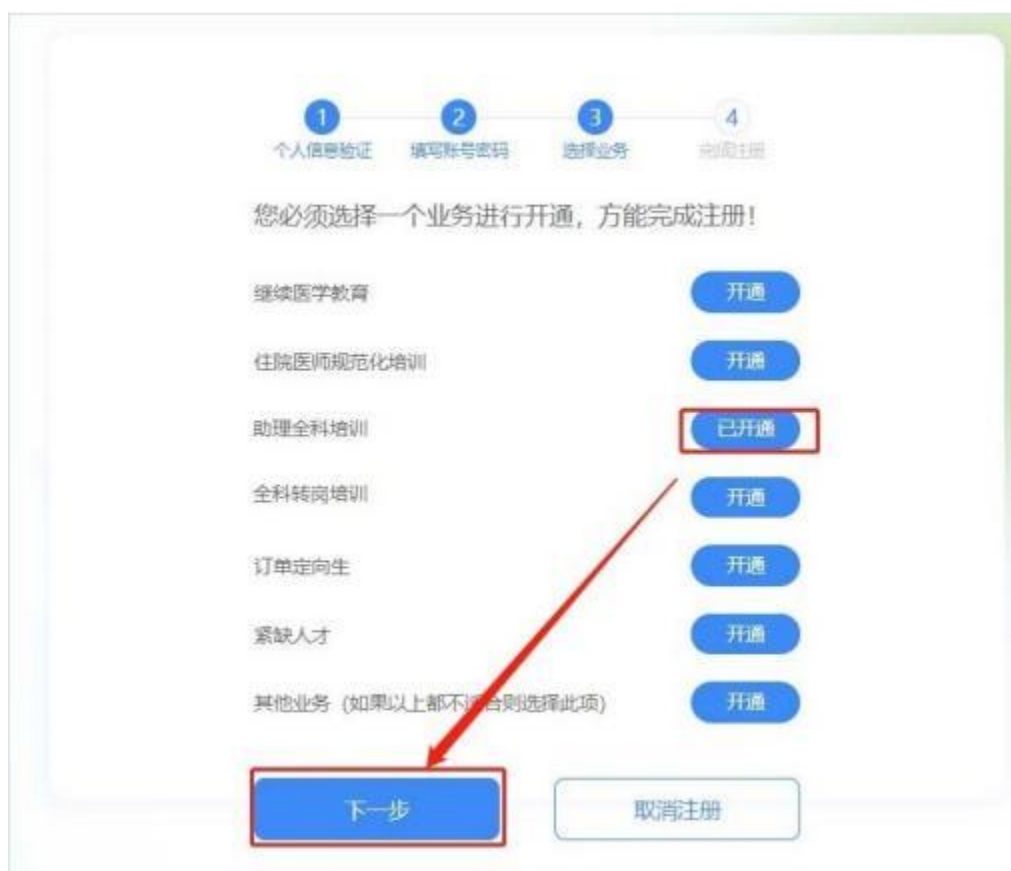 1
2
3
4
个人信息验证
填写账号密码
选择业务
完成注册
您必须选择一个业务进行开通，方能完成注册！
继续医学教育
开通
住院医师规范化培训
开通
助理全科培训
已开通
全科转岗培训
开通
订单定向生
开通
紧缺人才
开通
其他业务（如果以上都不适合则选择此项）
开通
下一步
取消注册